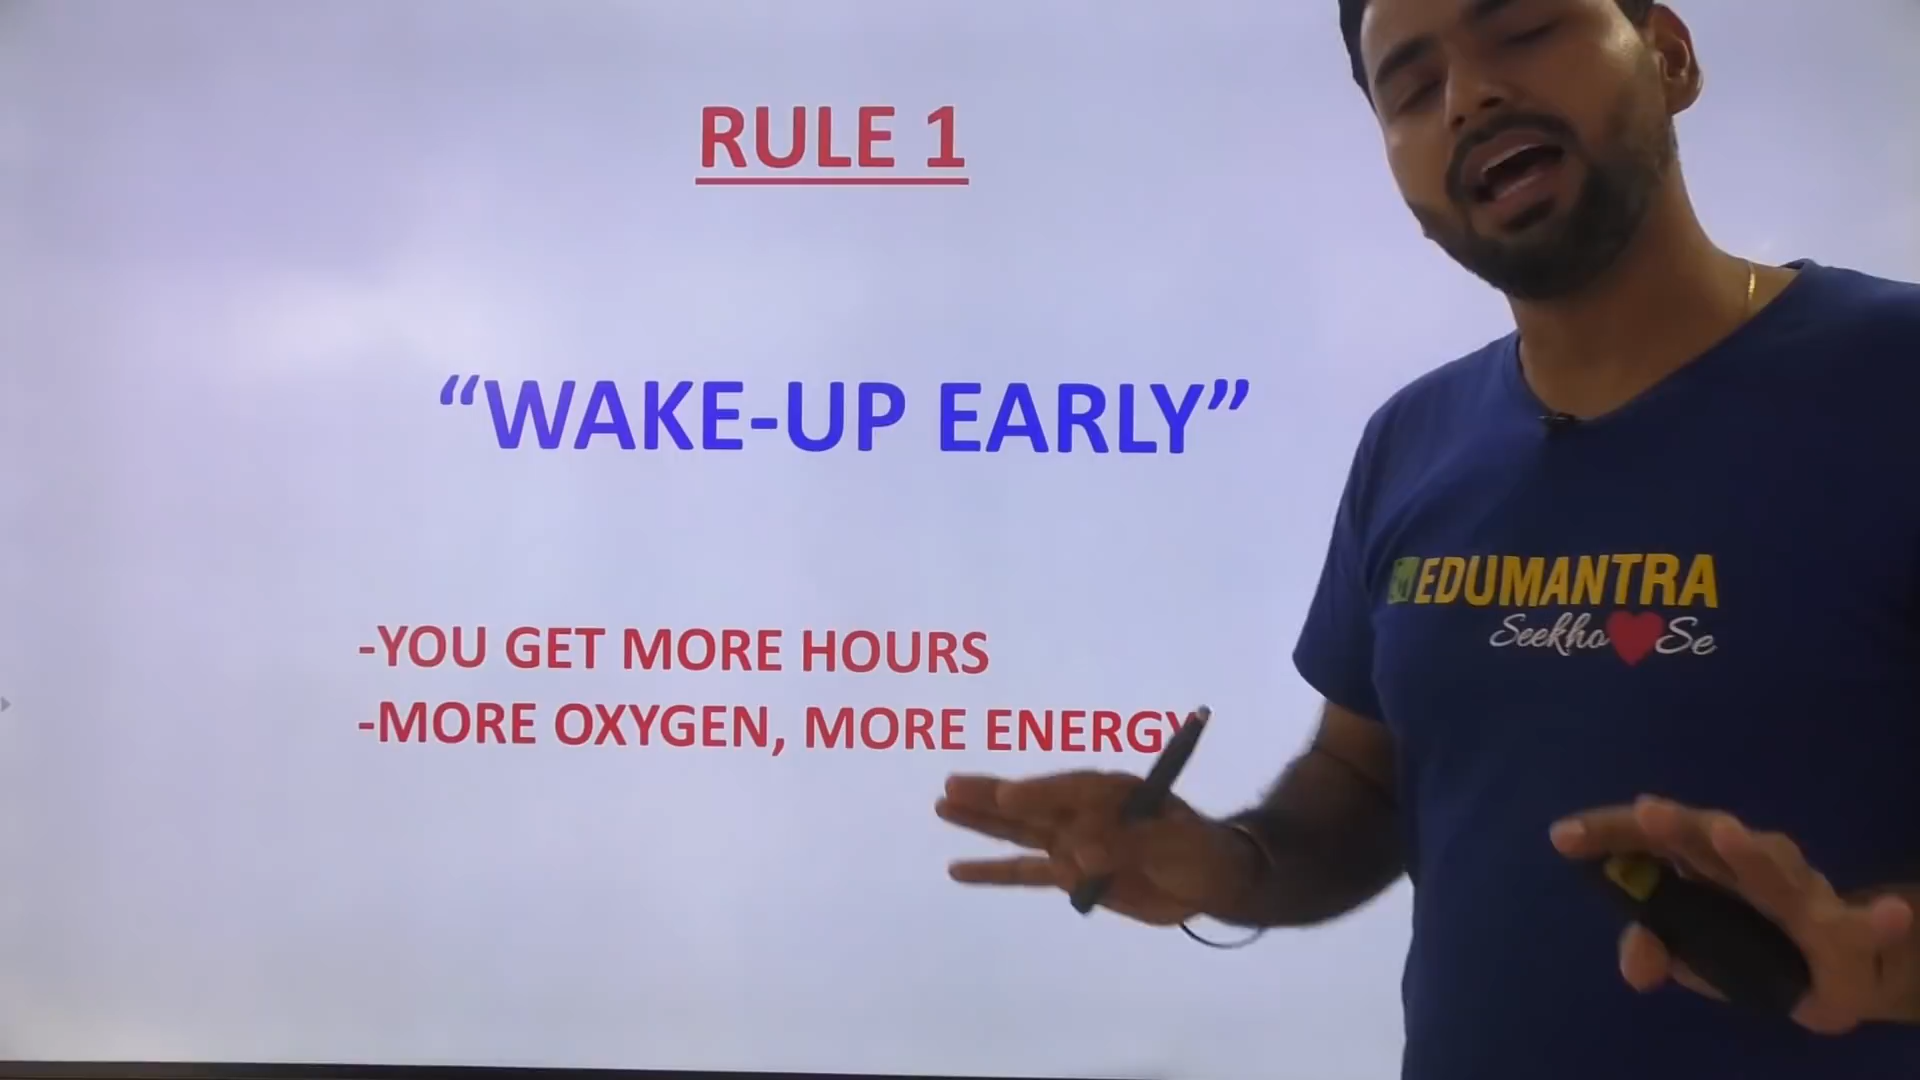 RULE 1
“WAKE-UP EARLY”
-YOU GET MORE HOURS
-MORE OXYGEN, MORE ENERGY
EDUMANTRA
Seekho Se